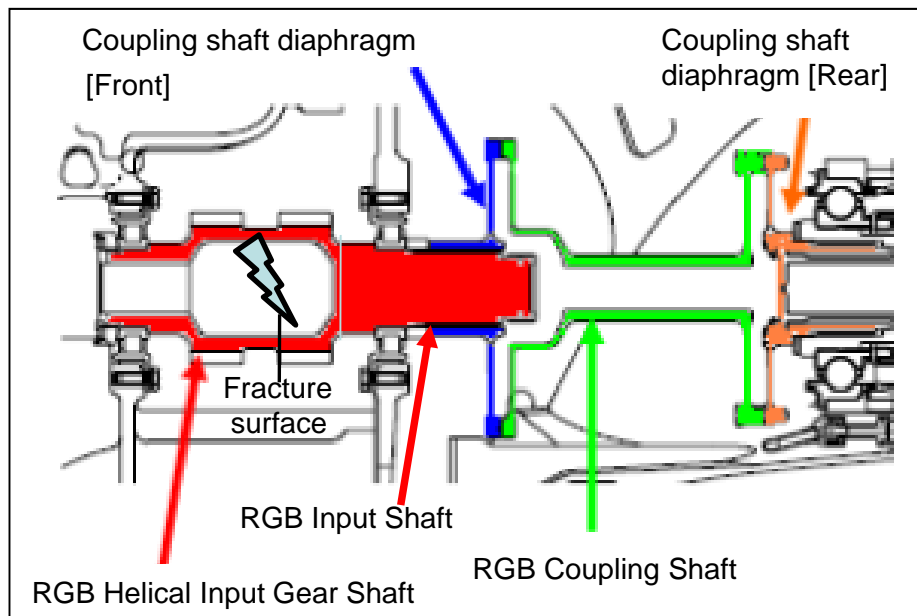 Coupling shaft diaphragm
[Front]
Coupling shaft
diaphragm [Rear]
Fracture
surface
RGB Input Shaft
RGB Coupling Shaft
RGB Helical Input Gear Shaft